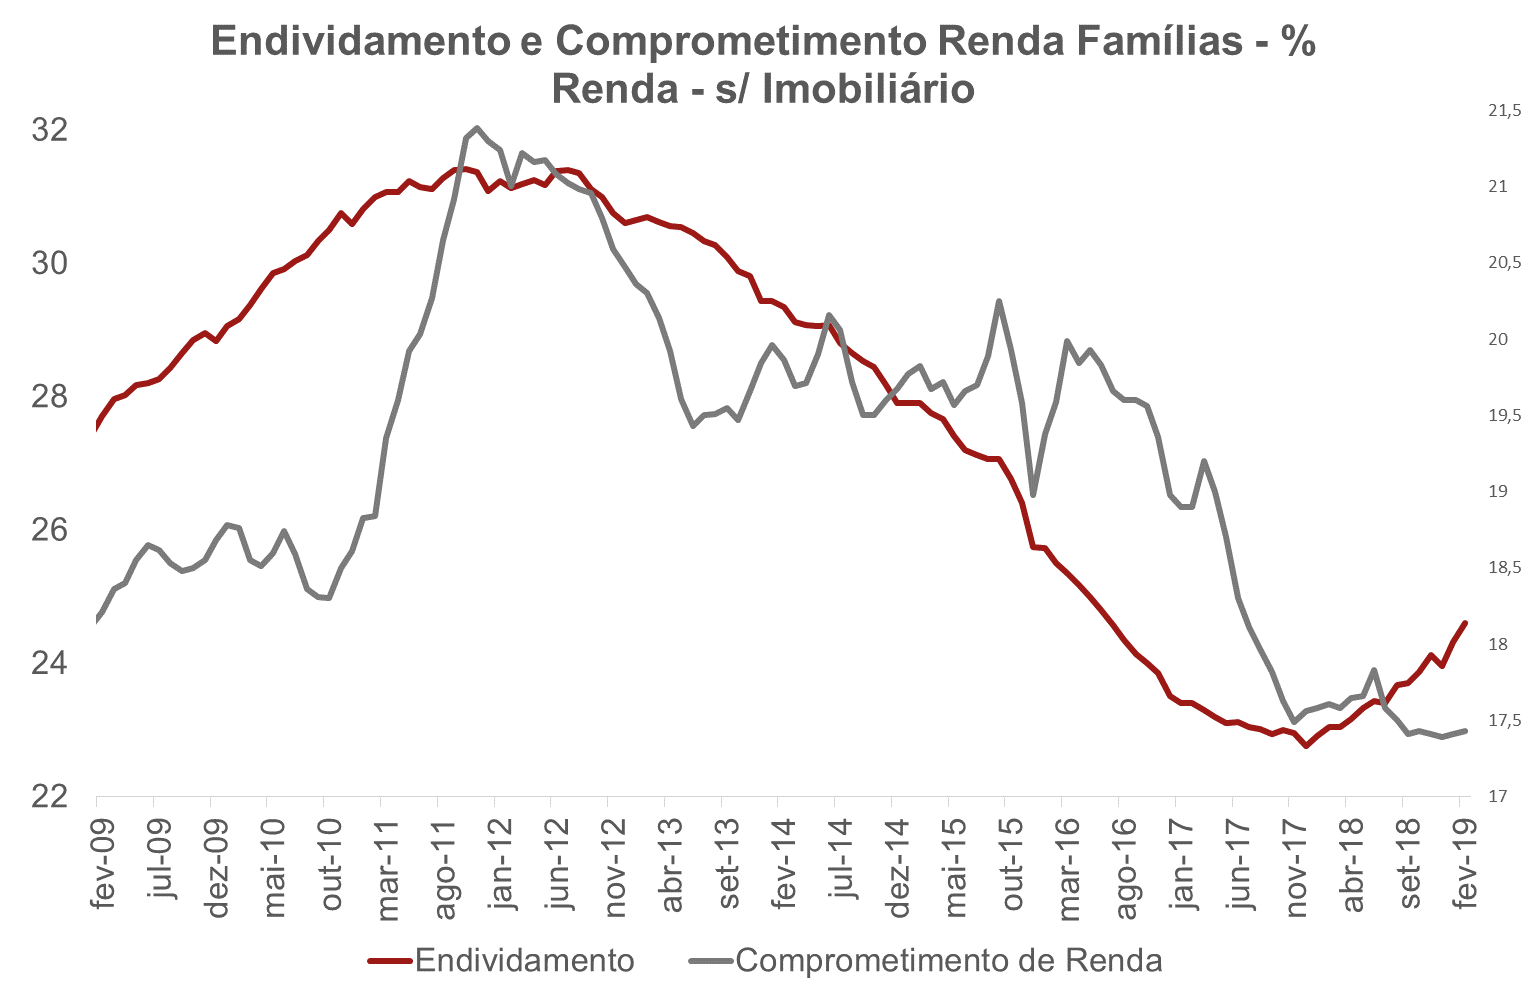 Endividamento e Comprometimento Renda Famílias - %
Renda - s/ Imobiliário
32
30
28
26
24
22
21,5
21
20,5
20
19,5
19
18,5
18
17,5
17
fev-09
jul-09
dez-09
mai-10
out-10
mar-11
ago-11
jan-12
jun-12
nov-12
abr-13
set-13
fev-14
jul-14
dez-14
mai-15
out-15
mar-16
ago-16
jan-17
jun-17
nov-17
abr-18
set-18
fev-19
Endividamento
Comprometimento de Renda